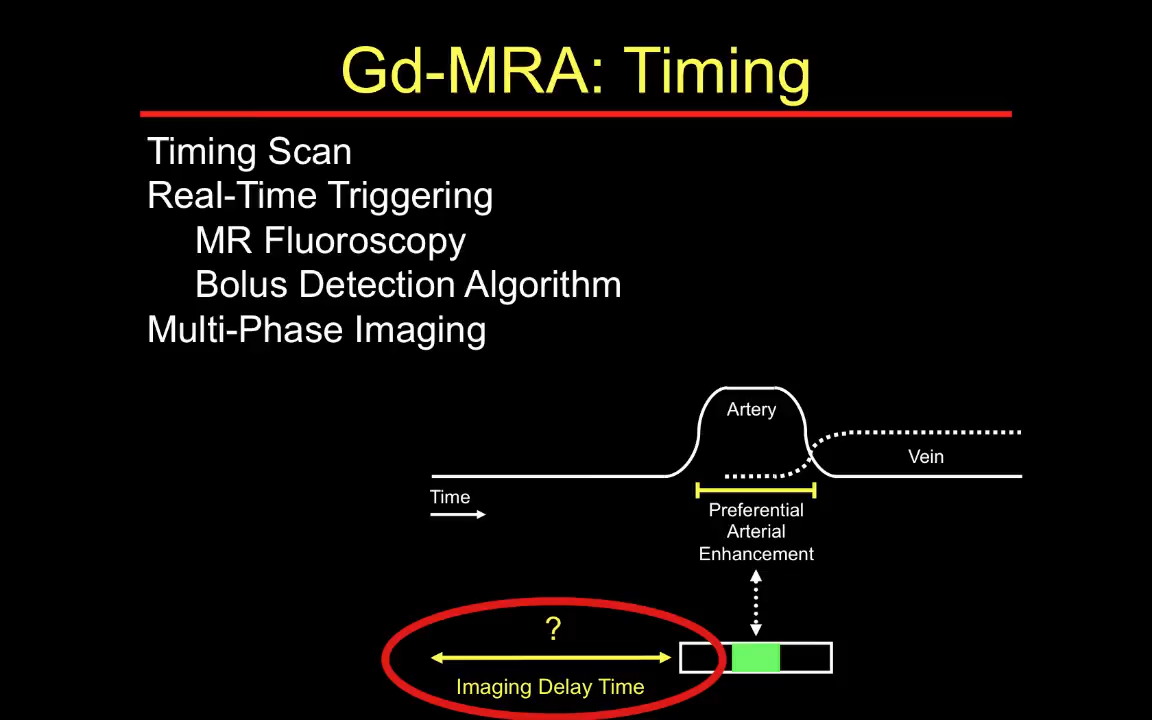 Gd-MRA: Timing
Timing Scan
Real-Time Triggering
MR Fluoroscopy
Bolus Detection Algorithm
Multi-Phase Imaging
Artery
Vein
Time
Preferential
Arterial
Enhancement
?
Imaging Delay Time